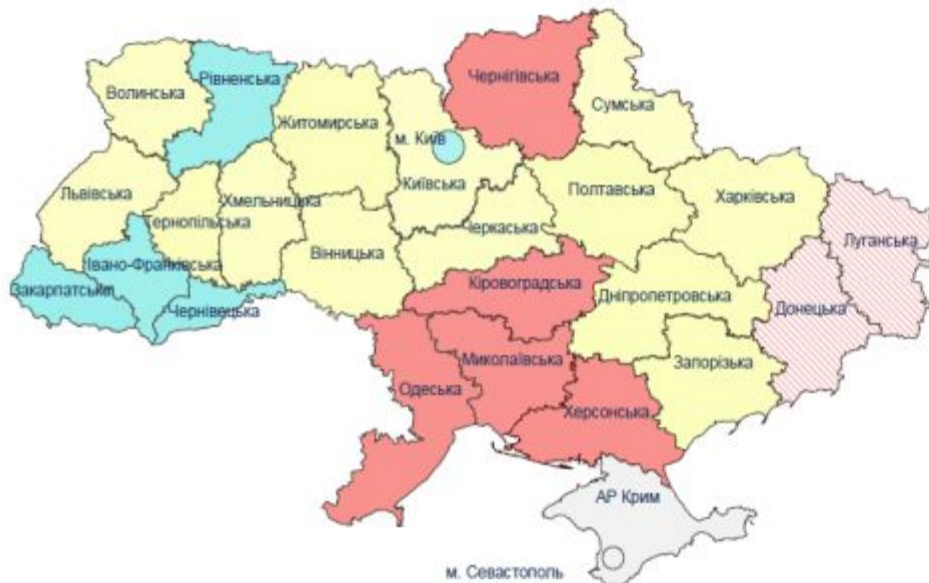 Чернігівська
Рівненська
Волинська
Сумська
Житомирська
м. Київ
Київська
Львівська
Хмельницька
Тернопільська
Полтавська
Харківська
Черкаська
Луганська
Вінницька
Івано-Франківська
Закарпатська
Чернівецька
Кіровоградська
Дніпропетровська
Донецька
Миколаївська
Запорізька
Одеська
Херсонська
АР Крим
м. Севастополь